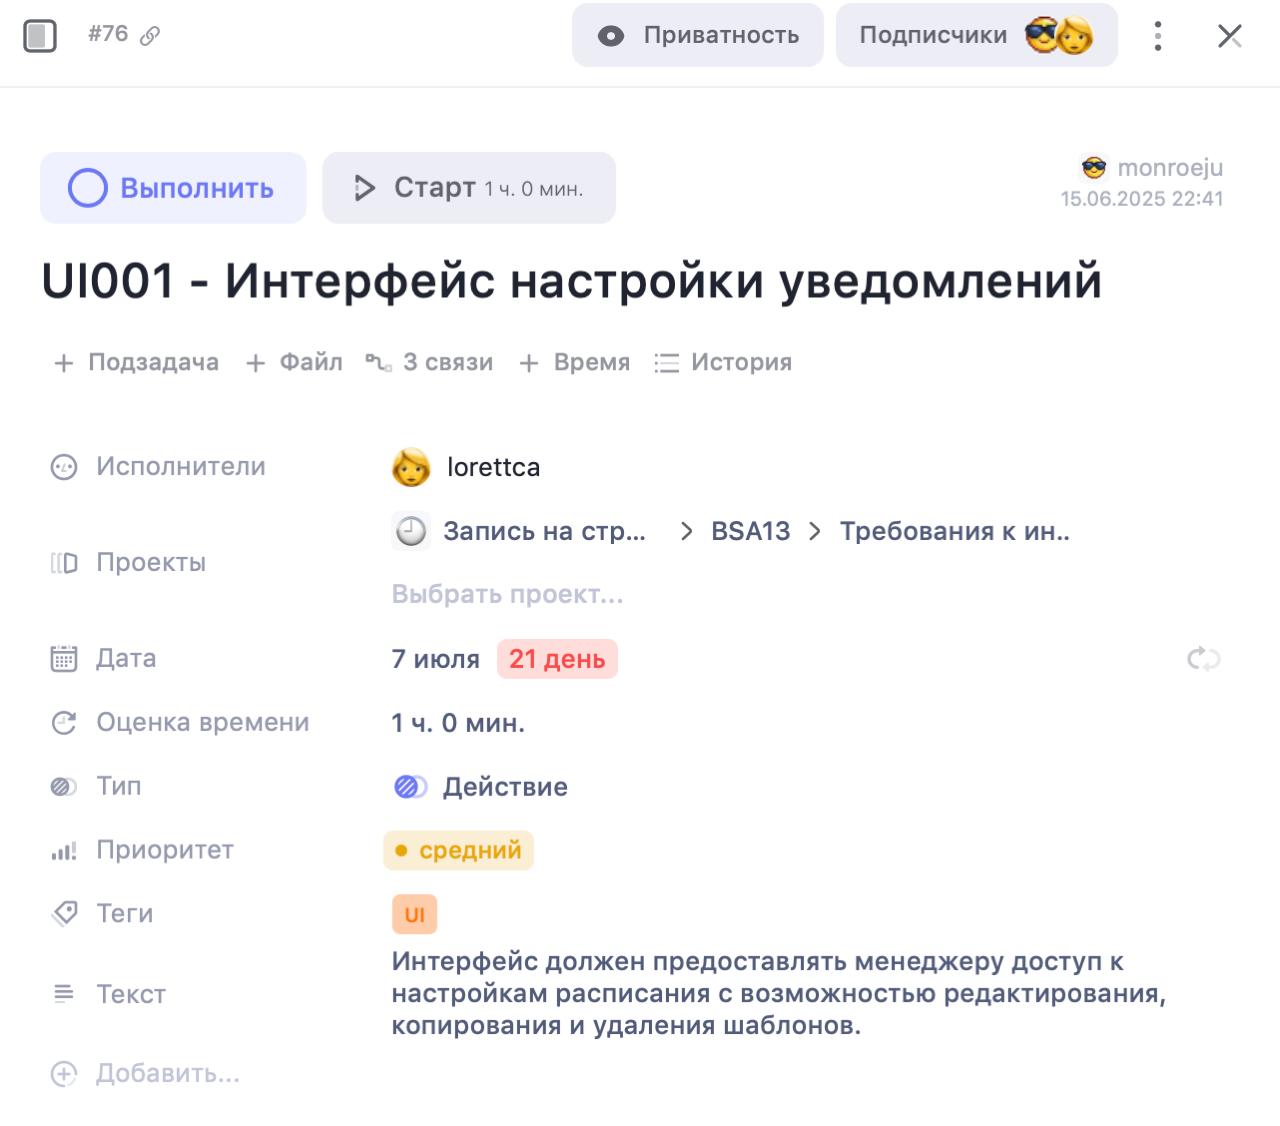 #76
Приватность
Подписчики
Выполнить
Старт 1 ч. 0 мин.
monroeju
15.06.2025 22:41
UI001 - Интерфейс настройки уведомлений
Подзадача
Файл
3 связи
Время
История
Исполнители
lorettca
Проекты
Запись на стр... > BSA13 > Требования к ин..
Выбрать проект...
Дата
7 июля 21 день
Оценка времени
1 ч. 0 мин.
Тип
Действие
Приоритет
средний
Теги
UI
Текст
Интерфейс должен предоставлять менеджеру доступ к
настройкам расписания с возможностью редактирования,
копирования и удаления шаблонов.
Добавить...